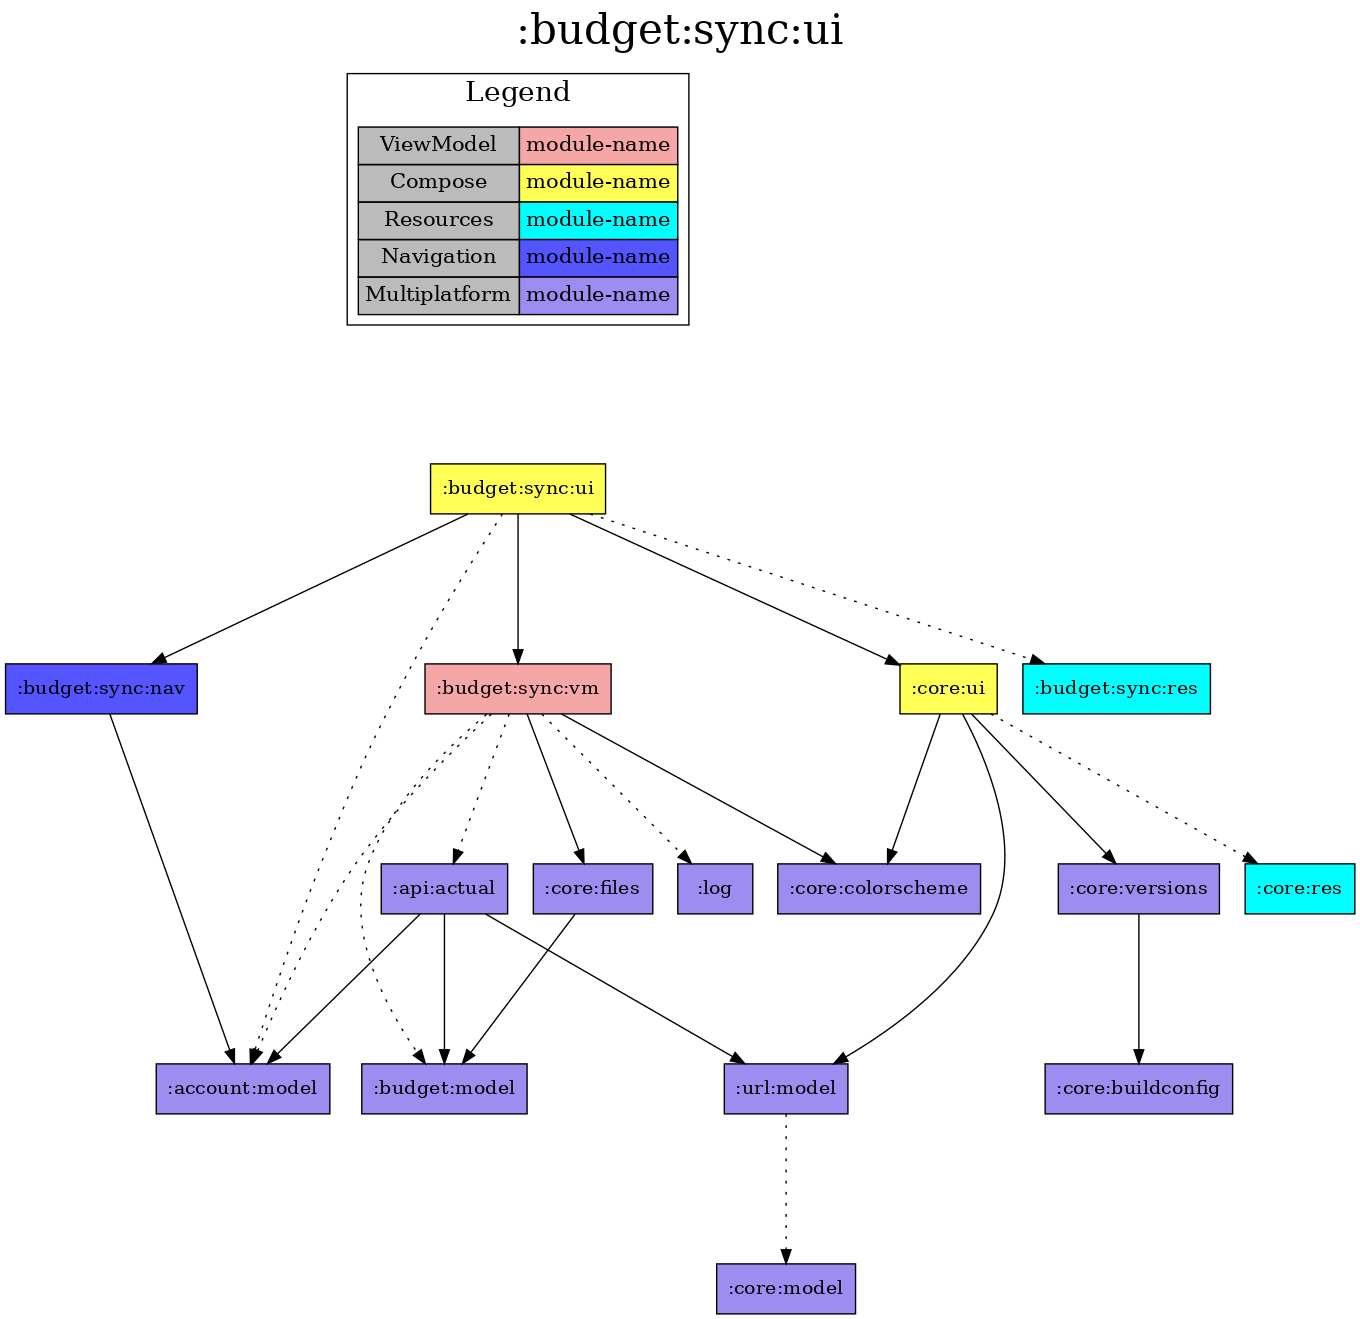 :budget:sync:ui
Legend
ViewModel module-name
Compose module-name
Resources module-name
Navigation module-name
Multiplatform module-name
:budget:sync:ui
:budget:sync:nav
:budget:sync:vm
:core:ui
:budget:sync:res
:api:actual
:core:files
:log
:core:colorscheme
:core:versions
:core:res
:account:model
:budget:model
:url:model
:core:buildconfig
:core:model